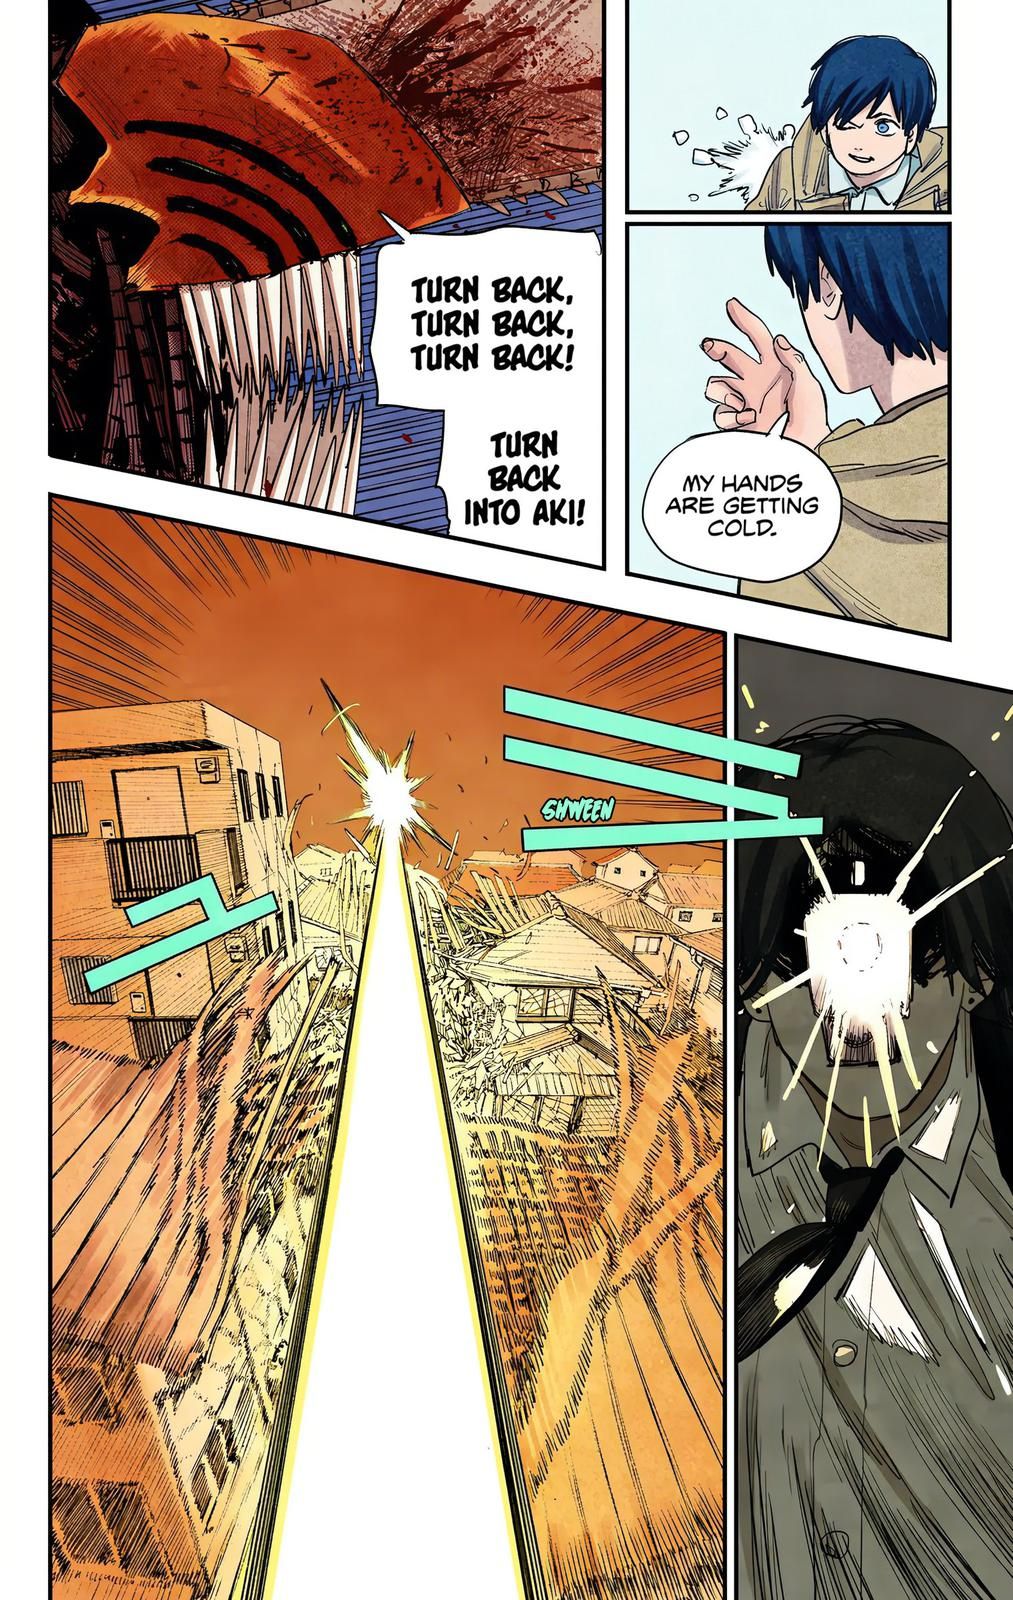 MY HANDS
ARE GETTING
COLD.
TURN BACK,
TURN BACK,
TURN BACK!
TURN
BACK
INTO AKI!
SHWEEN